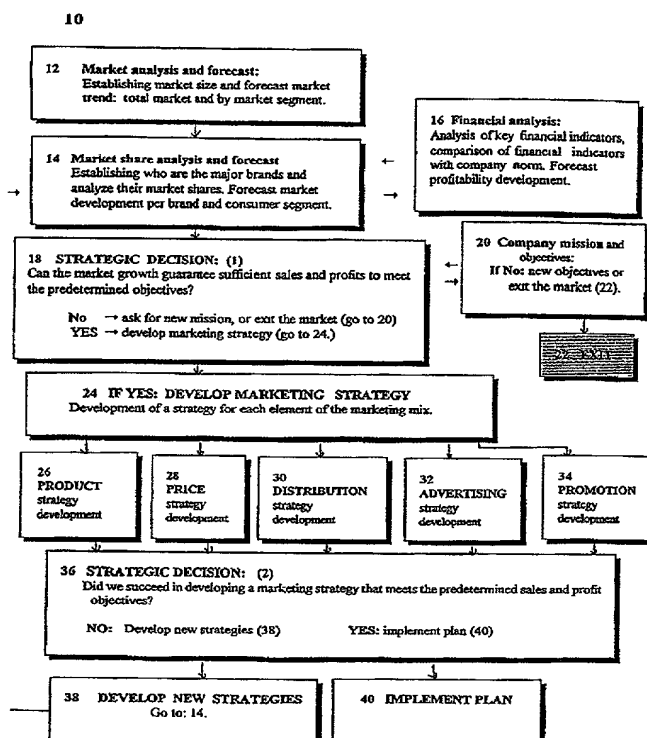 10
12 Market analysis and forecast:
Establishing market size and forecast market
trend: total market and by market segment.
16 Financial analysis:
Analysis of key financial indicators,
comparison of financial indicators
with company norm. Forecast
profitability development.
14 Market share analysis and forecast
Establishing who are the major brands and
analyze their market shares. Forecast market
development per brand and consumer segment.
20 Company mission and
objectives:
If No: new objectives or
exit the market (22).
18 STRATEGIC DECISION: (1)
Can the market growth guarantee sufficient sales and profits to meet
the predetermined objectives?
No → ask for new mission, or exit the market (go to 20)
YES → develop marketing strategy (go to 24.)
22 EXIT
24 IF YES: DEVELOP MARKETING STRATEGY
Development of a strategy for each element of the marketing mix.
26
PRODUCT
strategy
development
28
PRICE
strategy
development
30
DISTRIBUTION
strategy
development
32
ADVERTISING
strategy
development
34
PROMOTION
strategy
development
36 STRATEGIC DECISION: (2)
Did we succeed in developing a marketing strategy that meets the predetermined sales and profit
objectives?
NO: Develop new strategies (38) YES: implement plan (40)
38 DEVELOP NEW STRATEGIES
Go to: 14.
40 IMPLEMENT PLAN